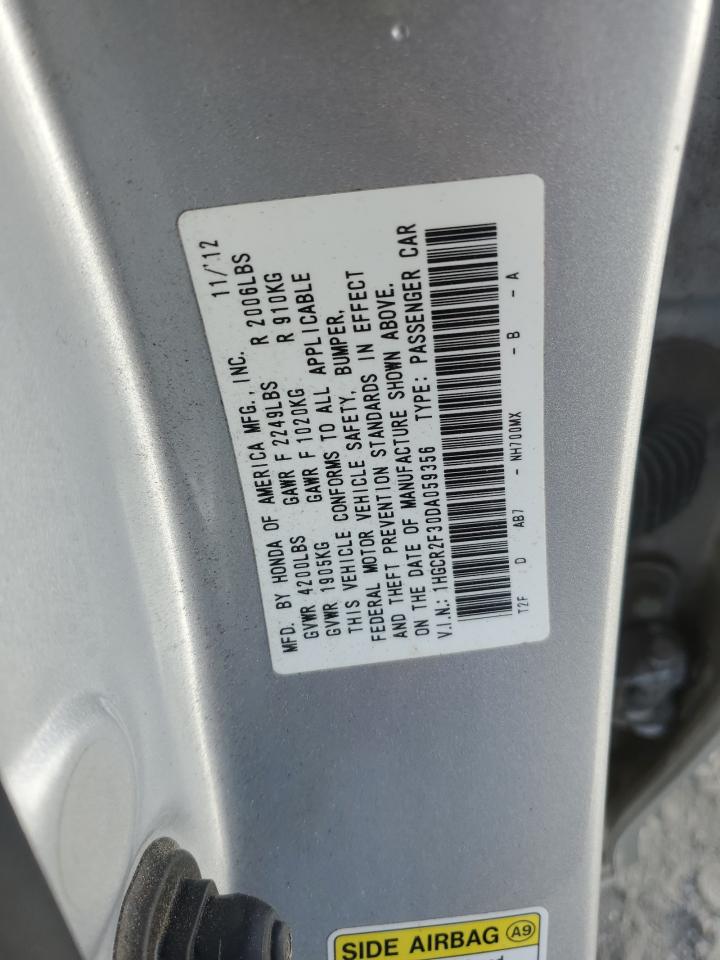 MFD. BY HONDA OF AMERICA MFG., INC. 11/'12
GVWR 4200LBS GAWR F 2249LBS R 2006LBS
GVWR 1905KG GAWR F 1020KG R 910KG
THIS VEHICLE CONFORMS TO ALL APPLICABLE
FEDERAL MOTOR VEHICLE SAFETY, BUMPER,
AND THEFT PREVENTION STANDARDS IN EFFECT
ON THE DATE OF MANUFACTURE SHOWN ABOVE.
V.I.N.: 1HGCR2F30DA059356 TYPE: PASSENGER CAR
T2F D AB7 - NH700MX - B - A
SIDE AIRBAG A9